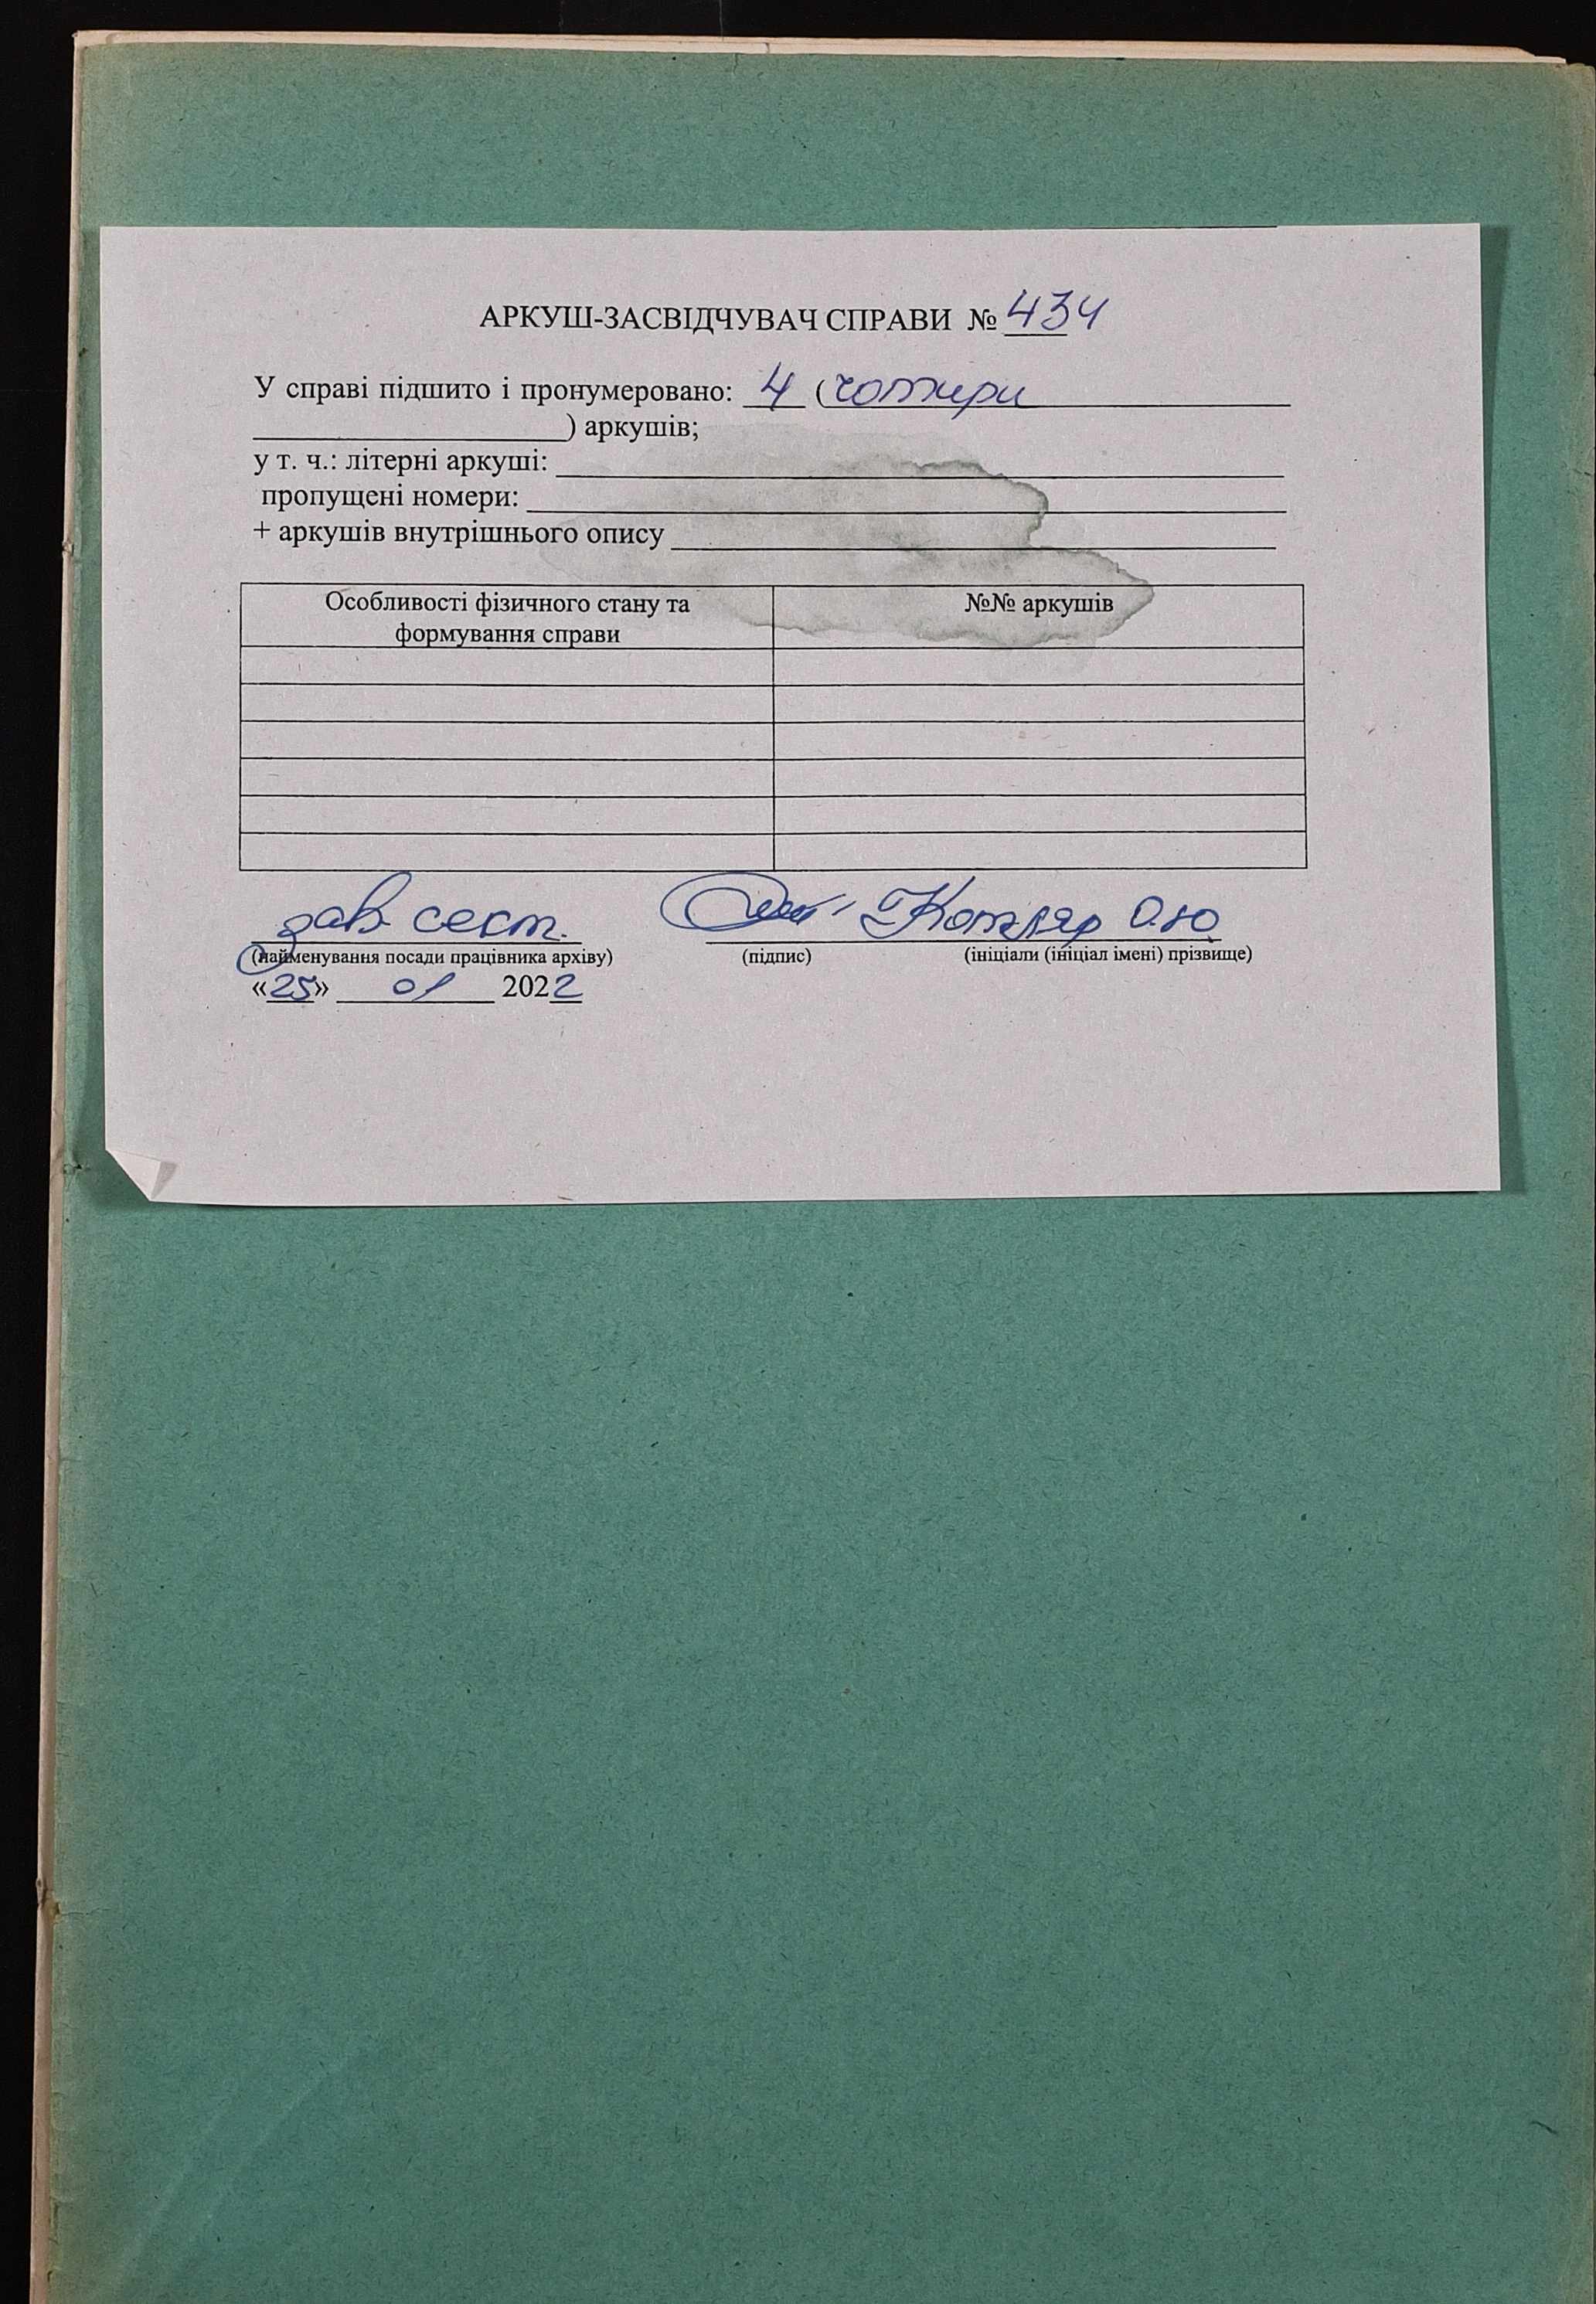 АРКУШ-ЗАСВІДЧУВАЧ СПРАВИ № 434
У справі підшито і пронумеровано: 4 (чотири
) аркушів;
у т. ч.: літерні аркуші:
пропущені номери:
+ аркушів внутрішнього опису
Особливості фізичного стану та формування справи №№ аркушів
зав. сект. Котляр О.Ю.
(найменування посади працівника архіву) (підпис) (ініціали (ініціал імені) прізвище)
«25» 01 2022